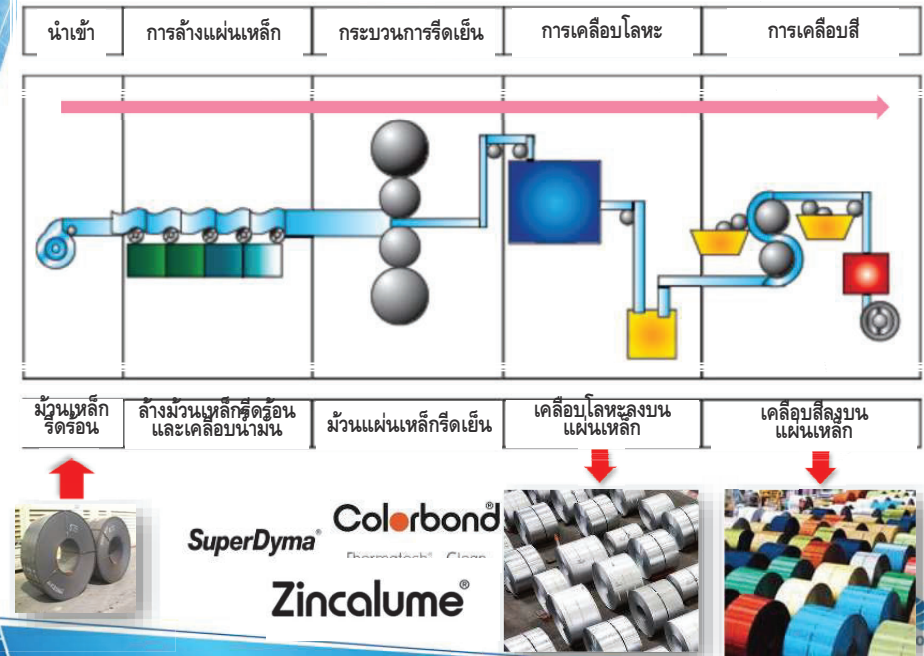 นำเข้า
การล้างแผ่นเหล็ก
กระบวนการรีดเย็น
การเคลือบโลหะ
การเคลือบสี
ม้วนเหล็ก
รีดร้อน
ล้างม้วนเหล็กรีดร้อน
และเคลือบน้ำมัน
ม้วนแผ่นเหล็กรีดเย็น
เคลือบโลหะลงบน
แผ่นเหล็ก
เคลือบสีลงบน
แผ่นเหล็ก
SuperDyma®
Colorbond®
Zincalume®